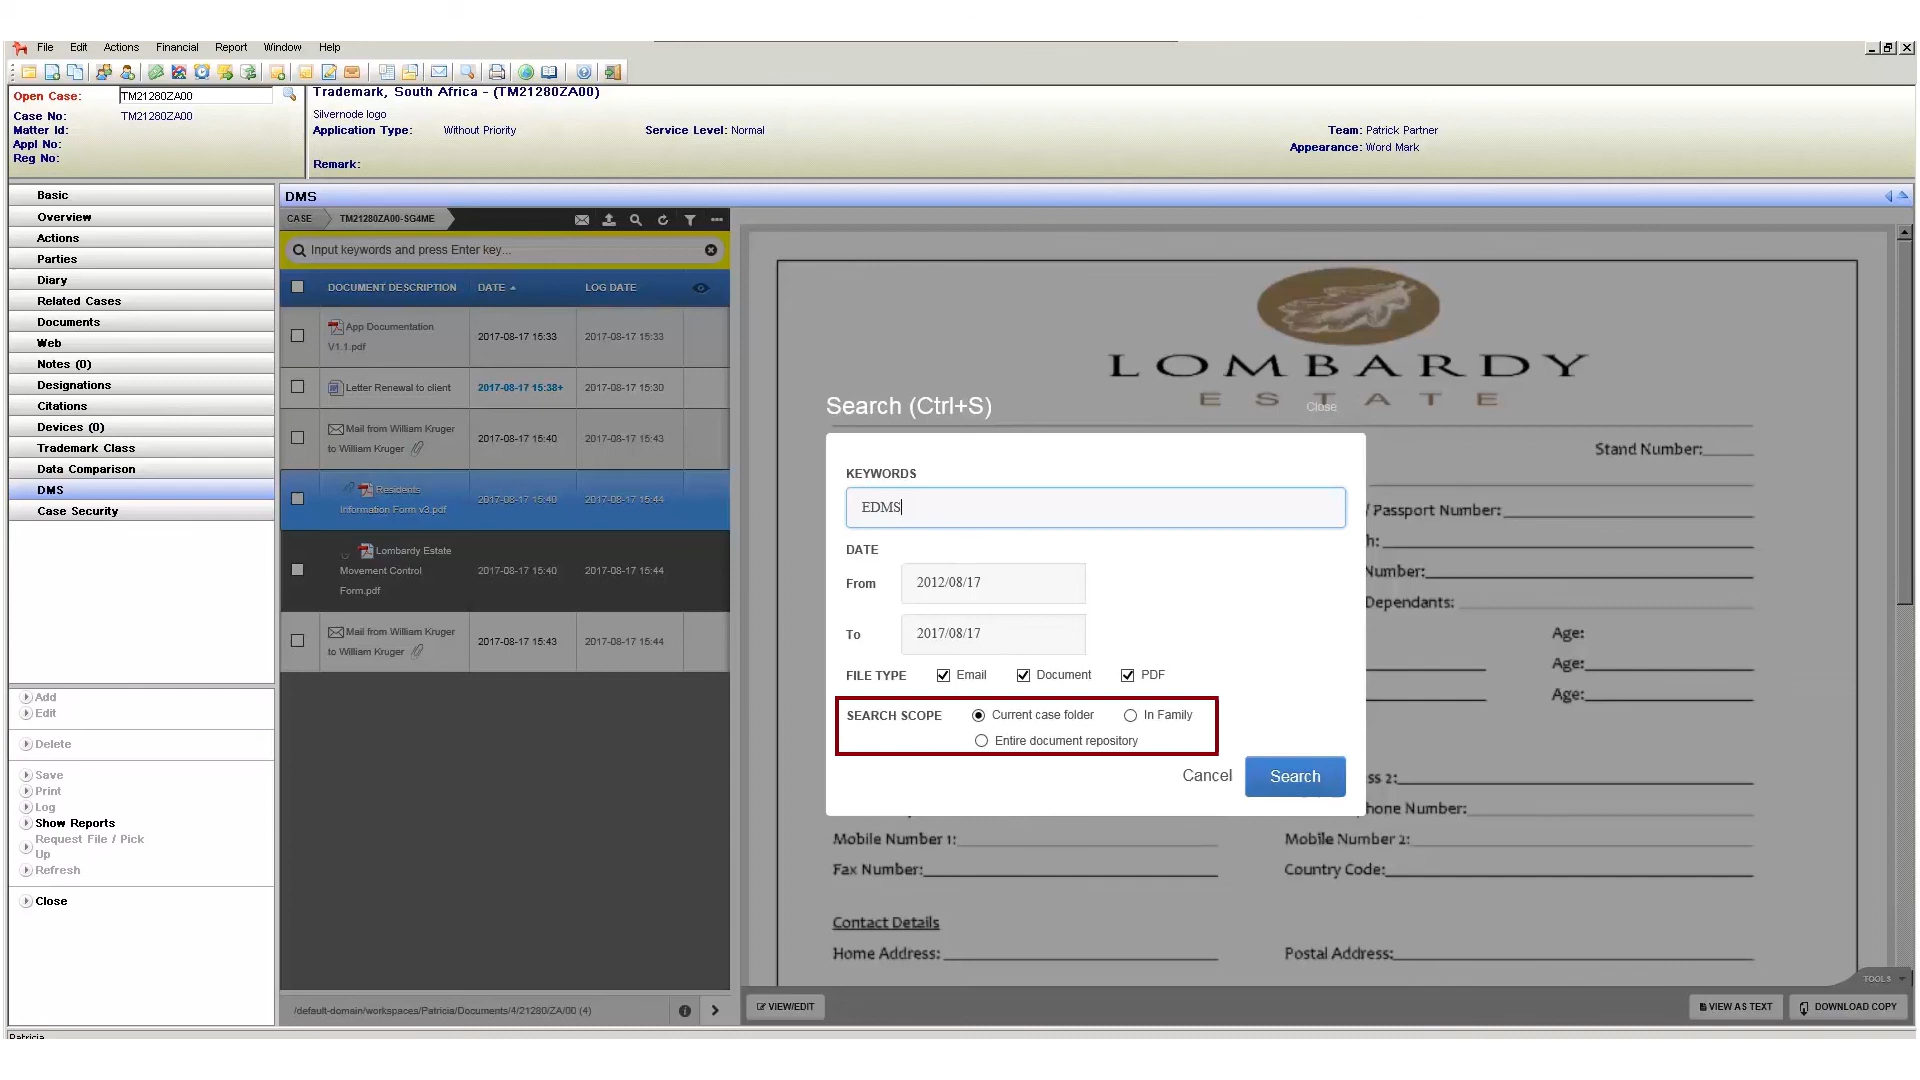 File Edit Actions Financial Report Window Help
Open Case: TM21280ZA00
Case No: TM21280ZA00
Matter Id:
Appl No:
Reg No:
Trademark, South Africa - (TM21280ZA00)
Silvernode logo
Application Type: Without Priority Service Level: Normal Team: Patrick Partner
Appearance: Word Mark
Remark:
Basic
Overview
Actions
Parties
Diary
Related Cases
Documents
Web
Notes (0)
Designations
Citations
Devices (0)
Trademark Class
Data Comparison
DMS
Case Security
Add
Edit
Delete
Save
Print
Log
Show Reports
Request File / Pick
Up
Refresh
Close
DMS
CASE TM21280ZA00-SG4ME
Input keywords and press Enter key...
DOCUMENT DESCRIPTION DATE LOG DATE
App Documentation
V1.1.pdf
2017-08-17 15:33 2017-08-17 15:33
Letter Renewal to client 2017-08-17 15:38+ 2017-08-17 15:30
Mail from William Kruger
to William Kruger
2017-08-17 15:40 2017-08-17 15:43
Residents
Information Form v3.pdf
2017-08-17 15:40 2017-08-17 15:44
Lombardy Estate
Movement Control
Form.pdf
2017-08-17 15:40 2017-08-17 15:44
Mail from William Kruger
to William Kruger
2017-08-17 15:43 2017-08-17 15:44
/default-domain/workspaces/Patricia/Documents/4/21280/ZA/00 (4)
LOMBARDY
ESTATE
Stand Number:
/ Passport Number:
h:
Number:
Dependants:
Age:
Age:
Age:
ss 2:
hone Number:
Mobile Number 1: Mobile Number 2:
Fax Number: Country Code:
Contact Details
Home Address: Postal Address:
Search (Ctrl+S) Close
KEYWORDS
EDMS
DATE
From 2012/08/17
To 2017/08/17
FILE TYPE Email Document PDF
SEARCH SCOPE Current case folder In Family
Entire document repository
Cancel Search
TOOLS
VIEW/EDIT VIEW AS TEXT DOWNLOAD COPY
Patricia